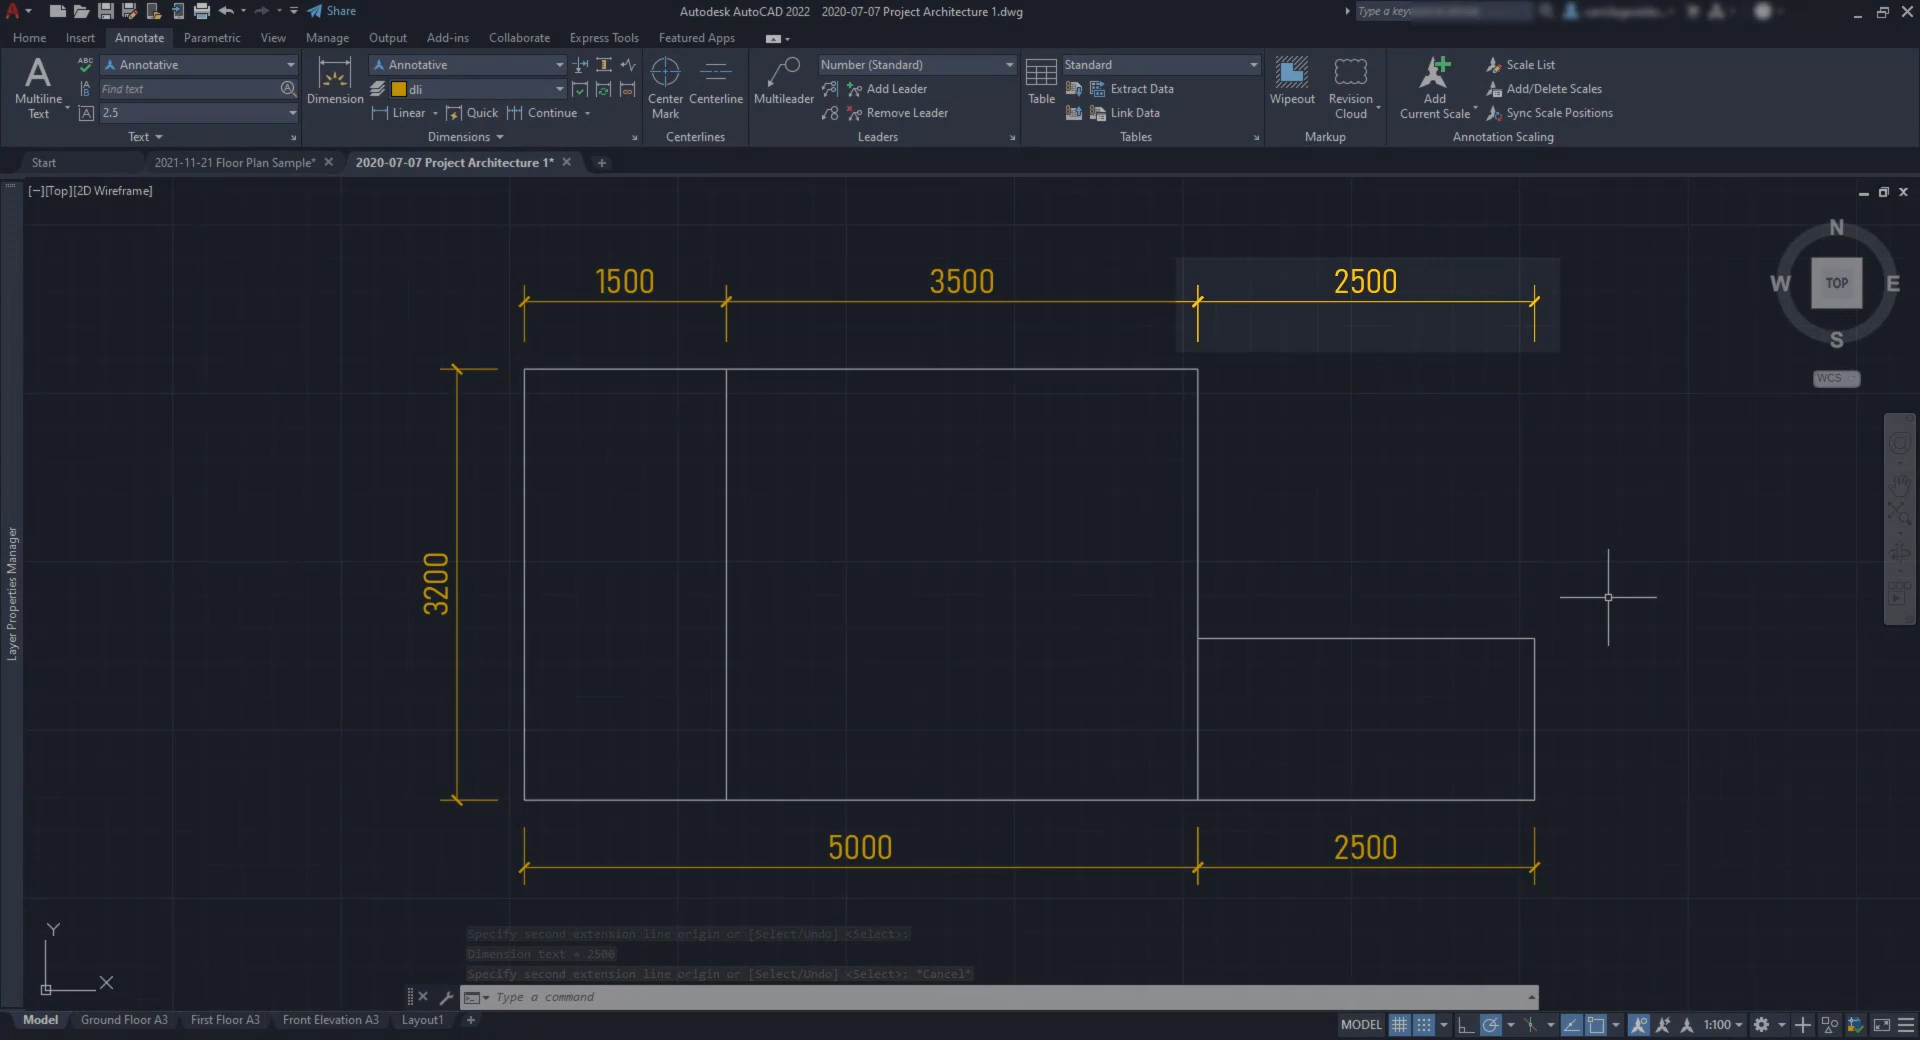 Share
Autodesk AutoCAD 2022 2020-07-07 Project Architecture 1.dwg
Type a
Home Insert Annotate Parametric View Manage Output Add-ins Collaborate Express Tools Featured Apps
Multiline Text
ABC
Annotative
Find text
2.5
Text
Dimension
Annotative
dli
Linear Quick Continue
Dimensions
Center Mark
Centerline
Centerlines
Multileader
Number (Standard)
Add Leader
Remove Leader
Leaders
Table
Standard
Extract Data
Link Data
Tables
Wipeout
Revision Cloud
Markup
Add Current Scale
Scale List
Add/Delete Scales
Sync Scale Positions
Annotation Scaling
Start 2021-11-21 Floor Plan Sample* 2020-07-07 Project Architecture 1*
[−][Top][2D Wireframe]
N
W TOP E
S
WCS
1500 3500 2500
3200
Layer Properties Manager
5000 2500
Y
X
Specify second extension line origin or [Select/Undo] <Select>:
Dimension text = 2500
Specify second extension line origin or [Select/Undo] <Select>: *Cancel*
Type a command
Model Ground Floor A3 First Floor A3 Front Elevation A3 Layout1 +
MODEL 1:100